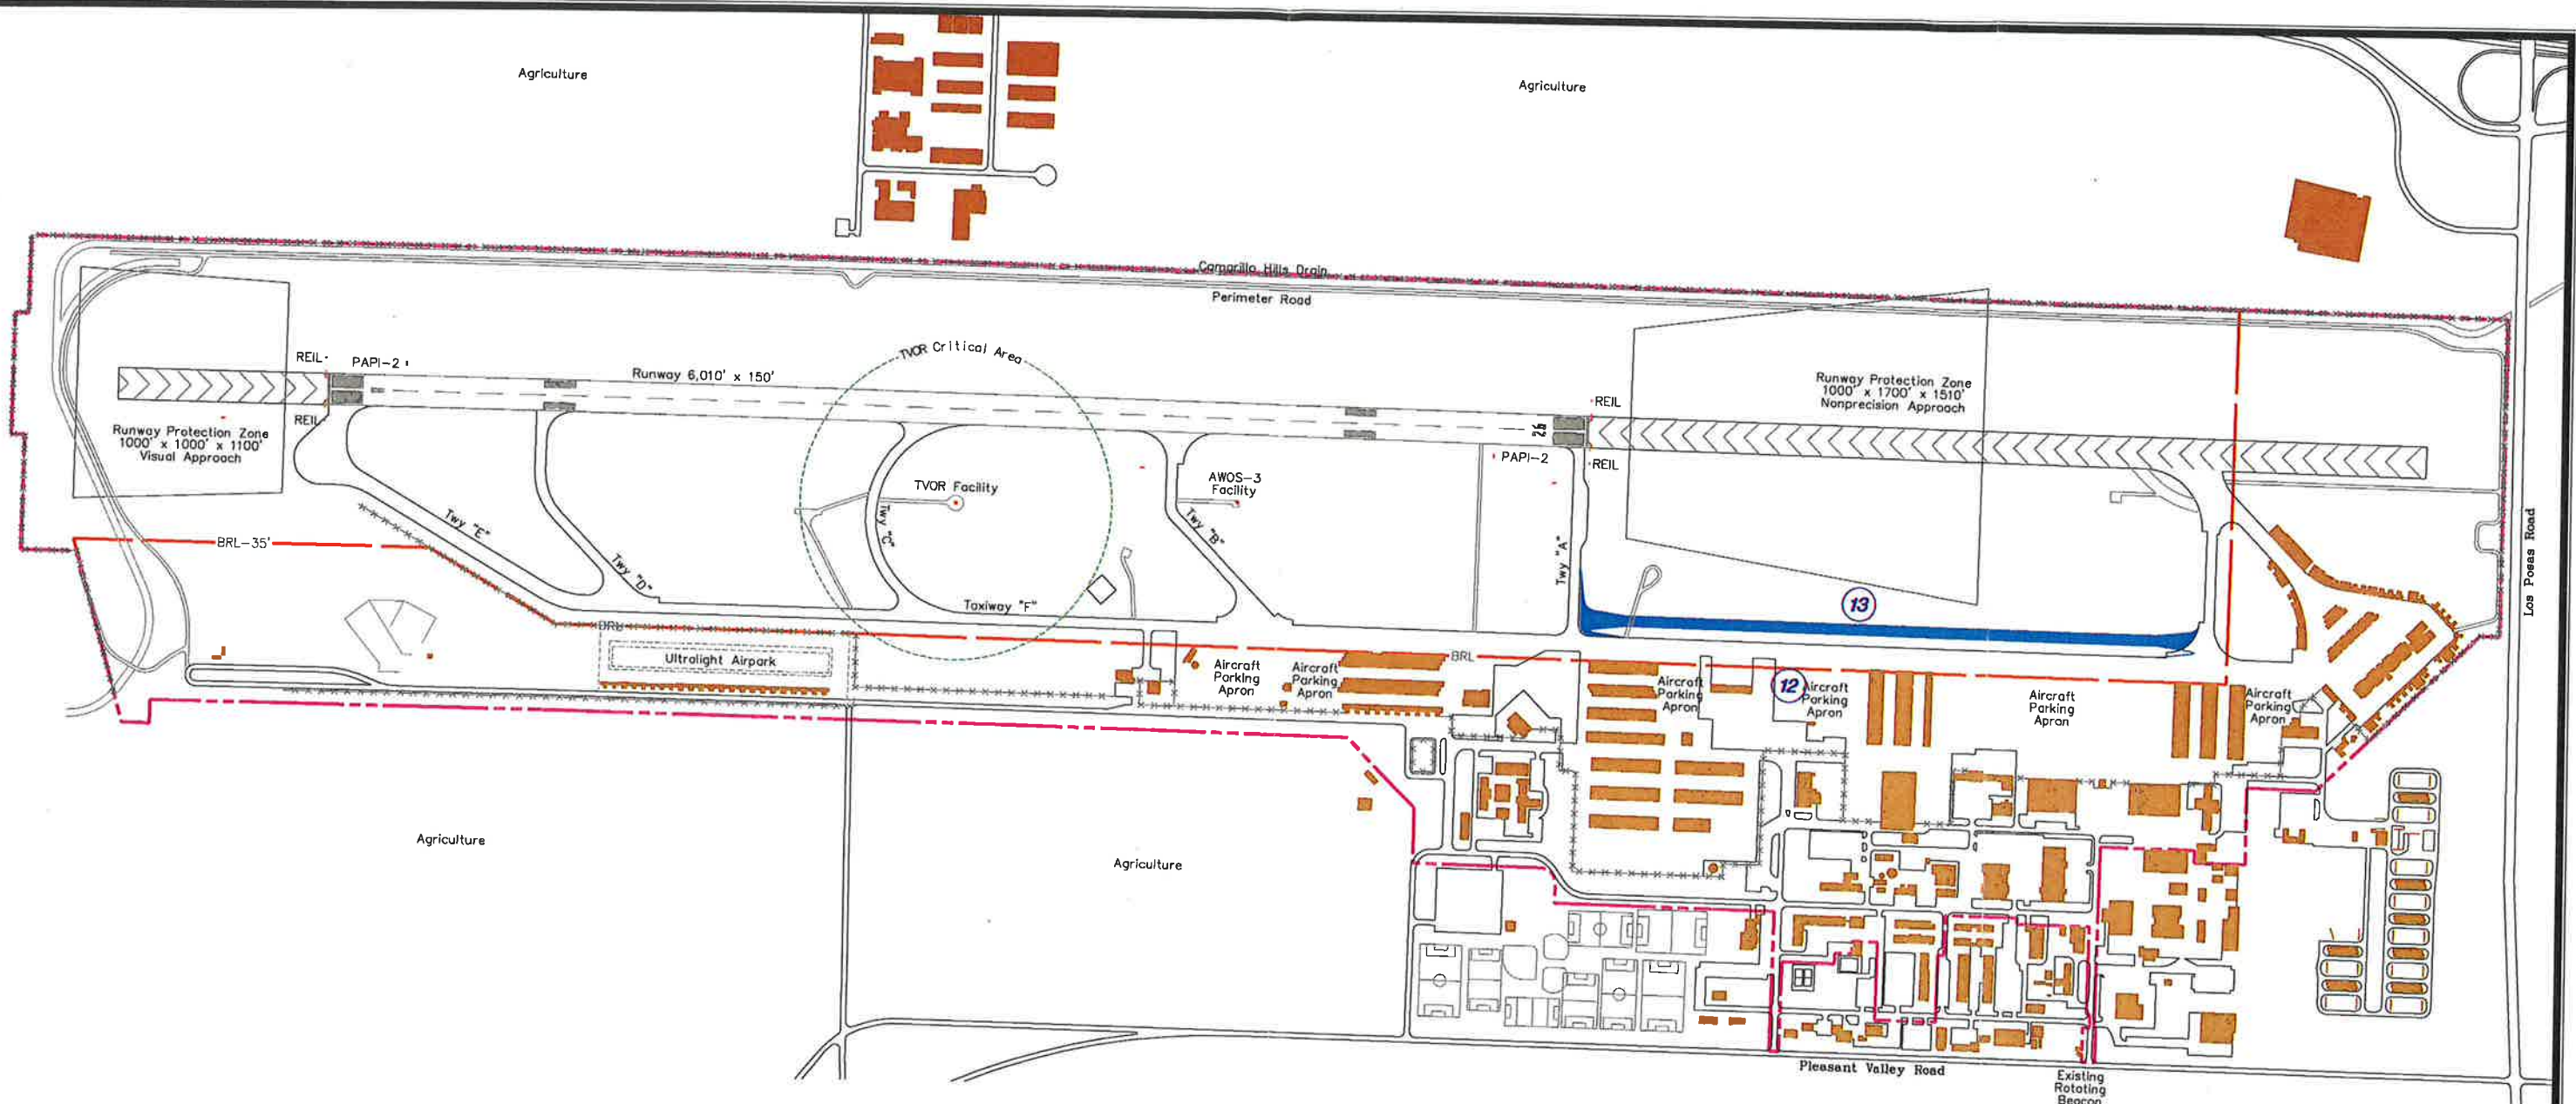 Agriculture
Agriculture
Camarillo Hills Drain
Perimeter Road
TVOR Critical Area
REIL
PAPI-2
Runway 6,010' x 150'
REIL
Runway Protection Zone
1000' x 1000' x 1100'
Visual Approach
Runway Protection Zone
1000' x 1700' x 1510'
Nonprecision Approach
REIL
26
PAPI-2
REIL
TVOR Facility
AWOS-3
Facility
Twy "E"
Twy "D"
Twy "C"
Twy "B"
Twy "A"
BRL-35'
Taxiway "F"
13
Los Posas Road
BRL
Ultralight Airpark
BRL
Aircraft
Parking
Apron
Aircraft
Parking
Apron
Aircraft
Parking
Apron
12
Aircraft
Parking
Apron
Aircraft
Parking
Apron
Aircraft
Parking
Apron
Agriculture
Agriculture
Pleasant Valley Road
Existing
Rotating
Beacon